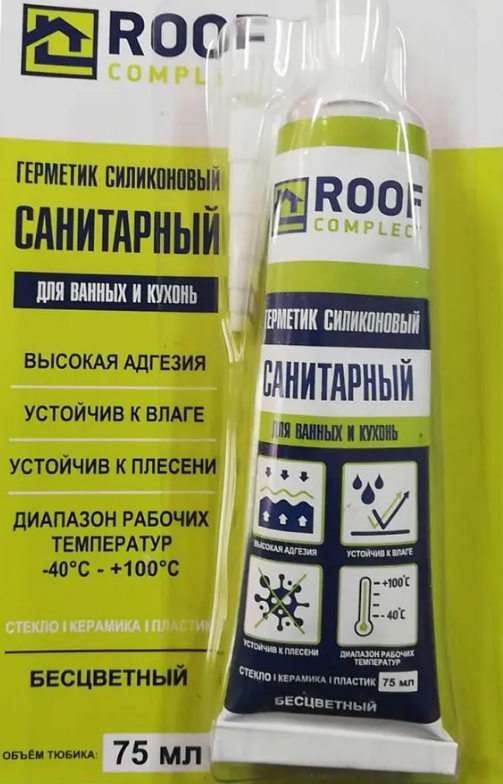 ROOF
COMPLECT
ГЕРМЕТИК СИЛИКОНОВЫЙ
САНИТАРНЫЙ
ДЛЯ ВАННЫХ И КУХОНЬ
ВЫСОКАЯ АДГЕЗИЯ
УСТОЙЧИВ К ВЛАГЕ
УСТОЙЧИВ К ПЛЕСЕНИ
ДИАПАЗОН РАБОЧИХ
ТЕМПЕРАТУР
-40°C - +100°C
СТЕКЛО | КЕРАМИКА | ПЛАСТИК
БЕСЦВЕТНЫЙ
ОБЪЁМ ТЮБИКА: 75 мл
ROOF
COMPLECT
ГЕРМЕТИК СИЛИКОНОВЫЙ
САНИТАРНЫЙ
ДЛЯ ВАННЫХ И КУХОНЬ
ВЫСОКАЯ АДГЕЗИЯ
УСТОЙЧИВ К ВЛАГЕ
+100°C
-40°C
УСТОЙЧИВ К ПЛЕСЕНИ
ДИАПАЗОН РАБОЧИХ
ТЕМПЕРАТУР
СТЕКЛО | КЕРАМИКА | ПЛАСТИК 75 мл
БЕСЦВЕТНЫЙ